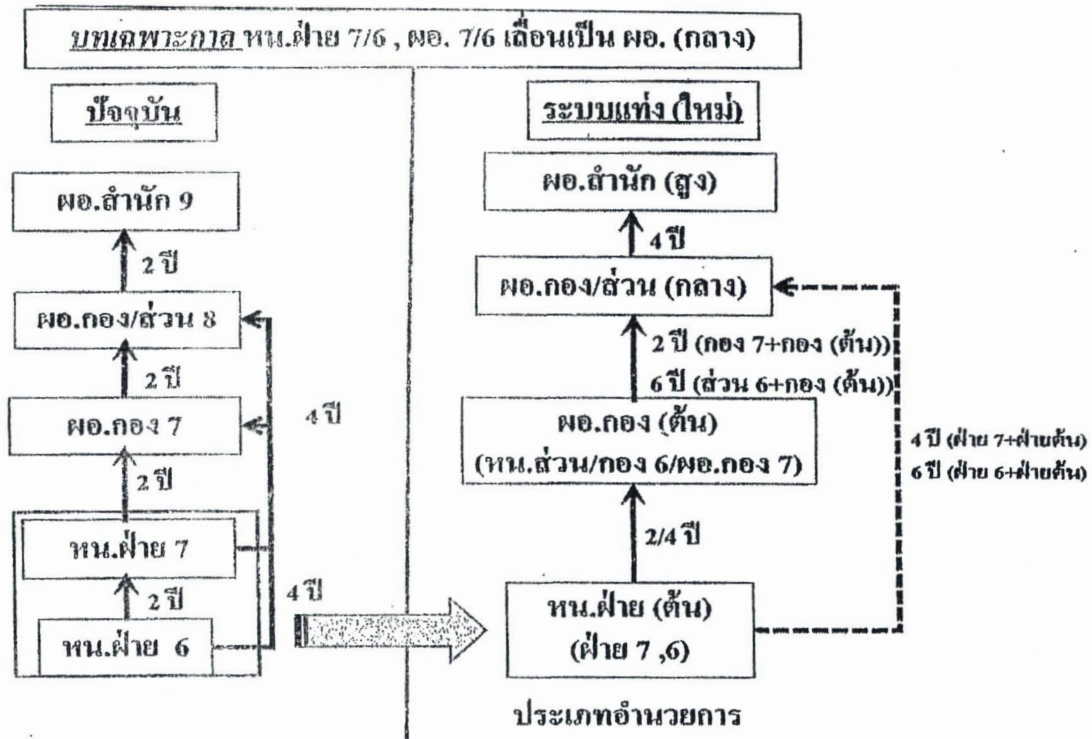 บทเฉพาะกาล หน.ฝ่าย 7/6 , ผอ. 7/6 เลื่อนเป็น ผอ. (กลาง)
ปัจจุบัน
ผอ.สำนัก 9
2 ปี
ผอ.กอง/ส่วน 8
2 ปี
ผอ.กอง 7
4 ปี
2 ปี
หน.ฝ่าย 7
2 ปี
4 ปี
หน.ฝ่าย 6
ระบบแท่ง (ใหม่)
ผอ.สำนัก (สูง)
4 ปี
ผอ.กอง/ส่วน (กลาง)
2 ปี (กอง 7+กอง (ต้น))
6 ปี (ส่วน 6+กอง (ต้น))
ผอ.กอง (ต้น)
(หน.ส่วน/กอง 6/ผอ.กอง 7)
4 ปี (ฝ่าย 7+ฝ่ายต้น)
6 ปี (ฝ่าย 6+ฝ่ายต้น)
2/4 ปี
หน.ฝ่าย (ต้น)
(ฝ่าย 7 ,6)
ประเภทอำนวยการ